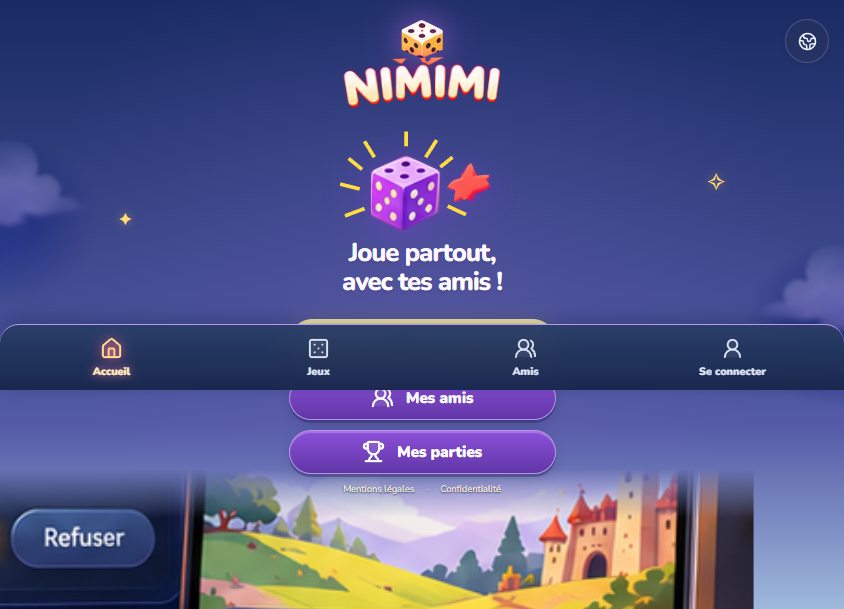 NIMIMI
Joue partout,
avec tes amis !
Accueil
Jeux
Amis
Se connecter
Mes amis
Mes parties
Mentions légales - Confidentialité
Refuser